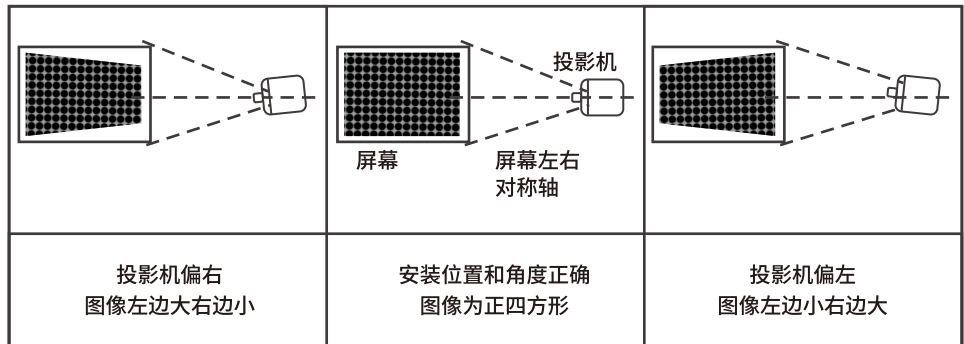 投影机
屏幕
屏幕左右
对称轴
投影机偏右
图像左边大右边小
安装位置和角度正确
图像为正四方形
投影机偏左
图像左边小右边大